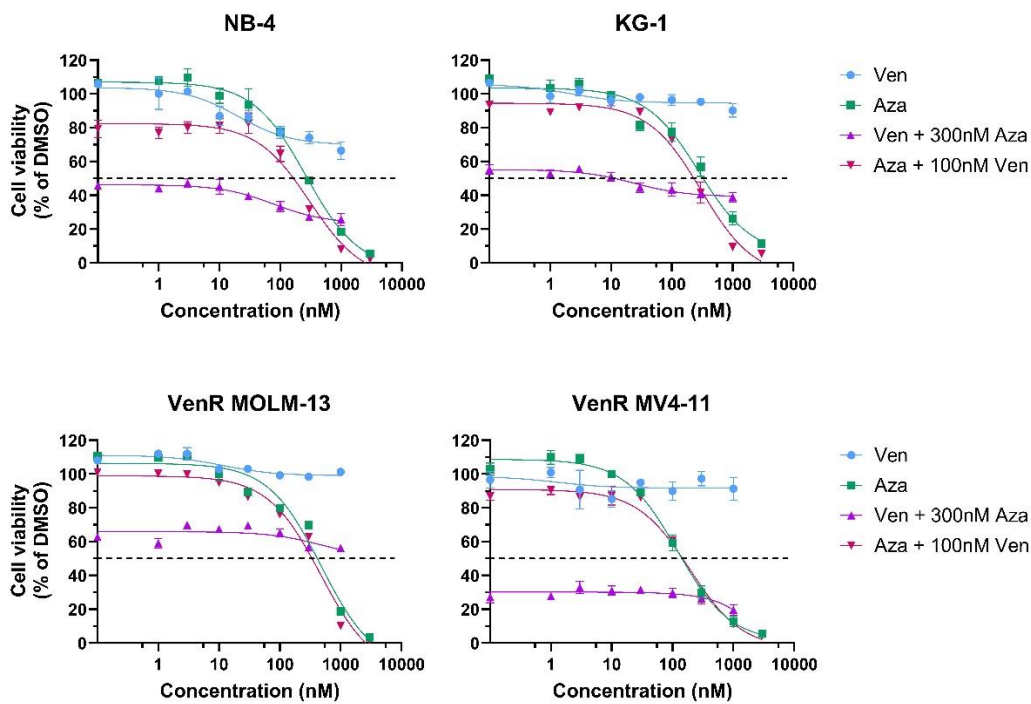 NB-4
KG-1
Cell viability
(% of DMSO)
120
100
80
60
40
20
0
1 10 100 1000 10000
Concentration (nM)
120
100
80
60
40
20
0
1 10 100 1000 10000
Concentration (nM)
Ven
Aza
Ven + 300nM Aza
Aza + 100nM Ven
VenR MOLM-13
VenR MV4-11
Cell viability
(% of DMSO)
120
100
80
60
40
20
0
1 10 100 1000 10000
Concentration (nM)
120
100
80
60
40
20
0
1 10 100 1000 10000
Concentration (nM)
Ven
Aza
Ven + 300nM Aza
Aza + 100nM Ven